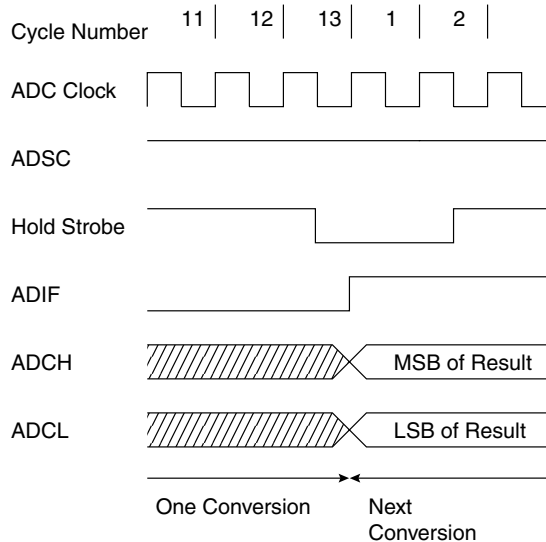 Cycle Number 11 12 13 1 2
ADC Clock
ADSC
Hold Strobe
ADIF
ADCH MSB of Result
ADCL LSB of Result
One Conversion Next
Conversion